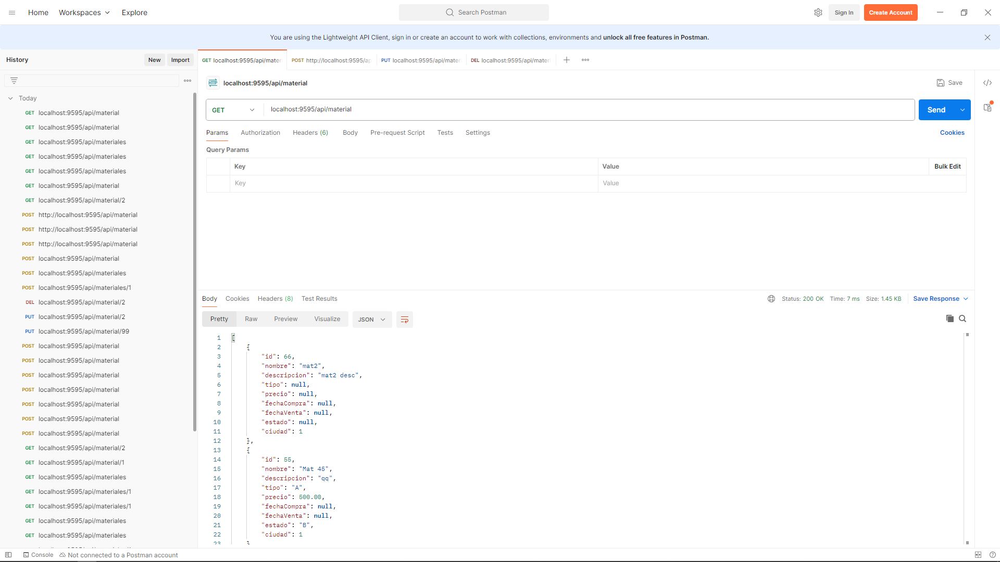 Home Workspaces Explore Search Postman Sign In Create Account
You are using the Lightweight API Client, sign in or create an account to work with collections, environments and unlock all free features in Postman.
History New Import
GET localhost:9595/api/mater POST http://localhost:9595/ap PUT localhost:9595/api/mater DEL localhost:9595/api/mater
HTTP localhost:9595/api/material Save
GET localhost:9595/api/material Send
Params Authorization Headers (6) Body Pre-request Script Tests Settings Cookies
Query Params
Key Value Bulk Edit
Key Value
Today
GET localhost:9595/api/material
GET localhost:9595/api/material
GET localhost:9595/api/materiales
GET localhost:9595/api/materiales
GET localhost:9595/api/materiales
GET localhost:9595/api/material
GET localhost:9595/api/material/2
POST http://localhost:9595/api/material
POST http://localhost:9595/api/material
POST http://localhost:9595/api/material
POST localhost:9595/api/material
POST localhost:9595/api/materiales
POST localhost:9595/api/materiales/1
DEL localhost:9595/api/material/2
PUT localhost:9595/api/material/2
PUT localhost:9595/api/material/99
POST localhost:9595/api/material
POST localhost:9595/api/material
POST localhost:9595/api/material
POST localhost:9595/api/material
POST localhost:9595/api/material
POST localhost:9595/api/material
POST localhost:9595/api/material
GET localhost:9595/api/material/2
GET localhost:9595/api/material/1
GET localhost:9595/api/materiales
GET localhost:9595/api/materiales/1
GET localhost:9595/api/materiales/1
GET localhost:9595/api/materiales
GET localhost:9595/api/materiales
Body Cookies Headers (8) Test Results Status: 200 OK Time: 7 ms Size: 1.45 KB Save Response
Pretty Raw Preview Visualize JSON
1 [
2 {
3 "id": 66,
4 "nombre": "mat2",
5 "descripcion": "mat2 desc",
6 "tipo": null,
7 "precio": null,
8 "fechaCompra": null,
9 "fechaVenta": null,
10 "estado": null,
11 "ciudad": 1
12 },
13 {
14 "id": 55,
15 "nombre": "Mat 45",
16 "descripcion": "qq",
17 "tipo": "A",
18 "precio": 500.00,
19 "fechaCompra": null,
20 "fechaVenta": null,
21 "estado": "B",
22 "ciudad": 1
23 }
Console Not connected to a Postman account